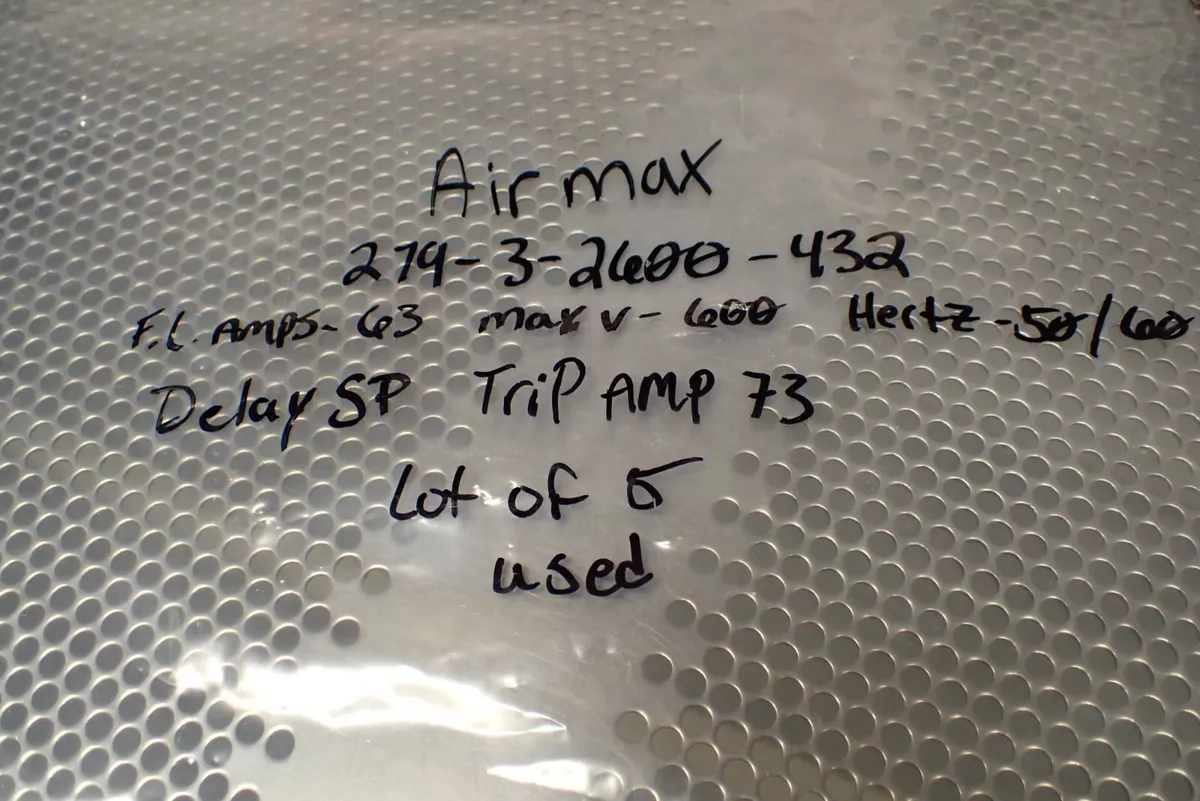 Airmax
279-3-2600-432
F.L. AMPS- 63 max v- 600 Hertz -50/60
Delay SP TriP AMP 73
Lot of 5
used